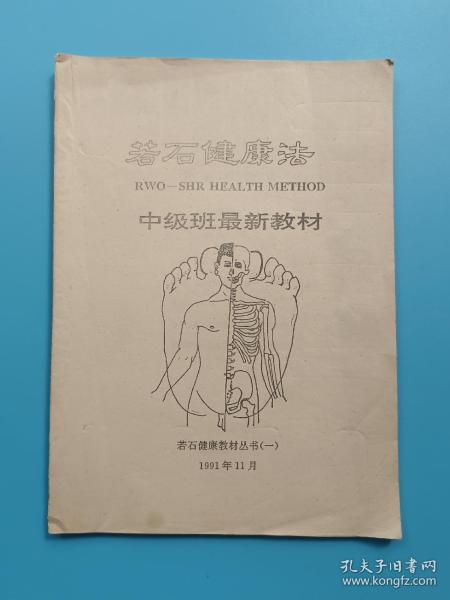 若石健康法
RWO—SHR HEALTH METHOD
中级班最新教材
若石健康教材丛书(一)
1991年11月
孔夫子旧书网
www.kongfz.com